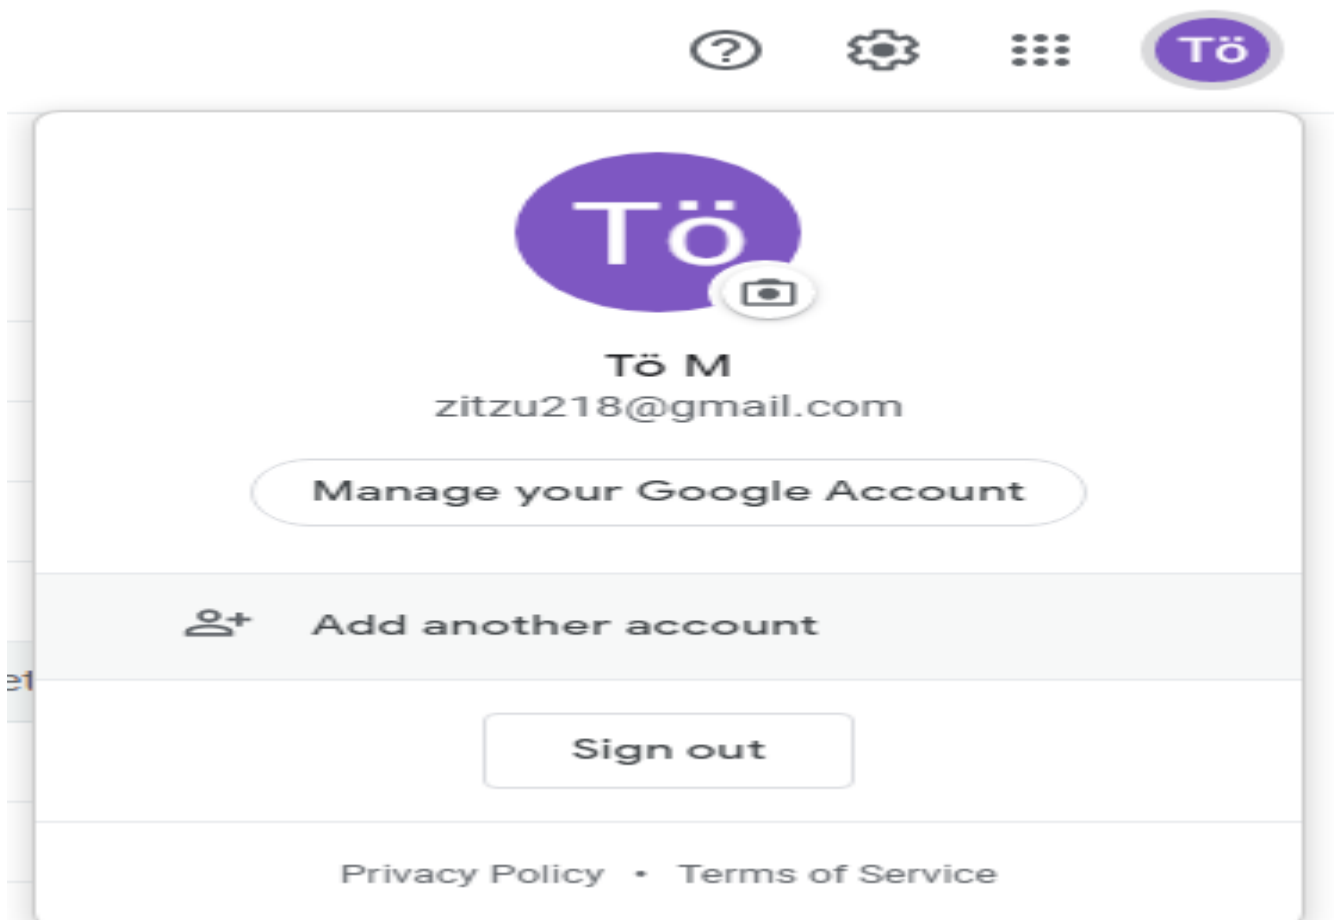 Tö
Tö
Tö M
zitzu218@gmail.com
Manage your Google Account
Add another account
Sign out
Privacy Policy • Terms of Service